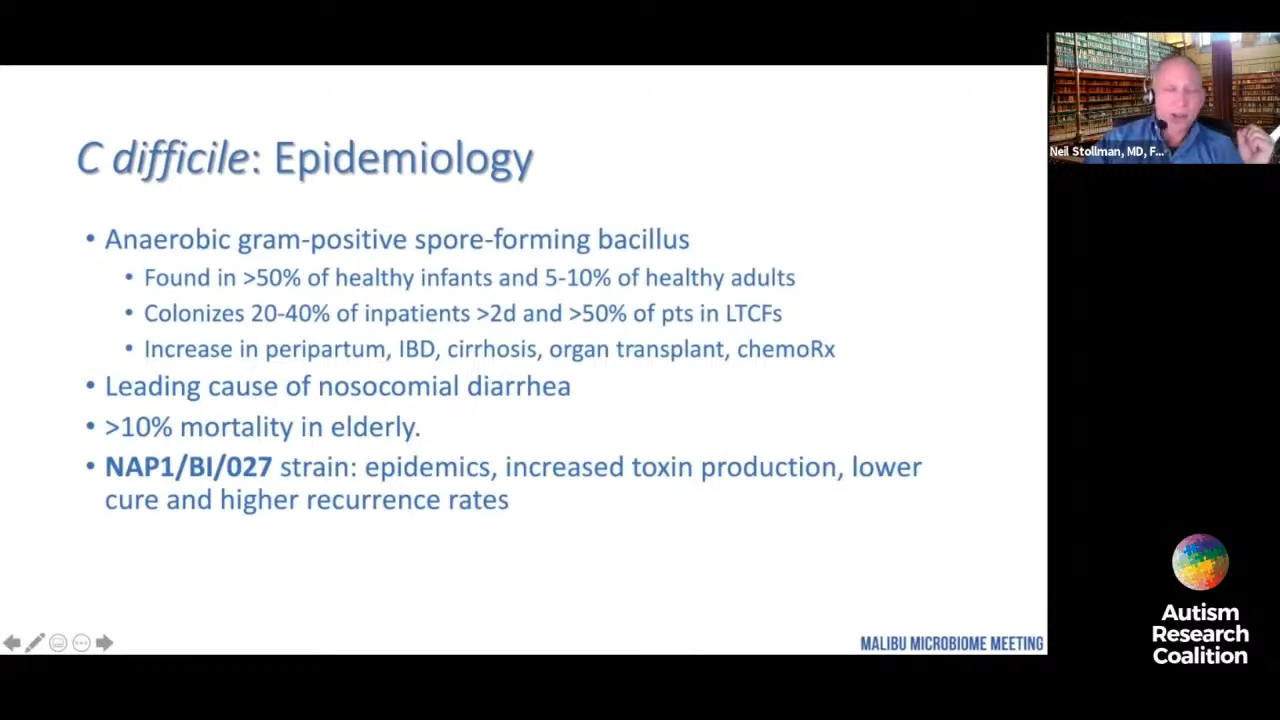 C difficile: Epidemiology
• Anaerobic gram-positive spore-forming bacillus
• Found in >50% of healthy infants and 5-10% of healthy adults
• Colonizes 20-40% of inpatients >2d and >50% of pts in LTCFs
• Increase in peripartum, IBD, cirrhosis, organ transplant, chemoRx
• Leading cause of nosocomial diarrhea
• >10% mortality in elderly.
• NAP1/BI/027 strain: epidemics, increased toxin production, lower
cure and higher recurrence rates
MALIBU MICROBIOME MEETING
Neil Stollman, MD, F...
Autism
Research
Coalition